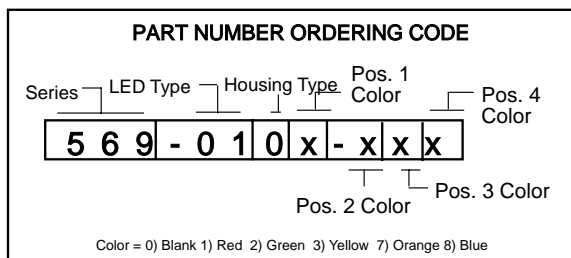 PART NUMBER ORDERING CODE
Series
LED Type
Housing Type
Pos. 1 Color
Pos. 4 Color
5 6 9 - 0 1 0 x - x x x
Pos. 2 Color
Pos. 3 Color
Color = 0) Blank 1) Red 2) Green 3) Yellow 7) Orange 8) Blue